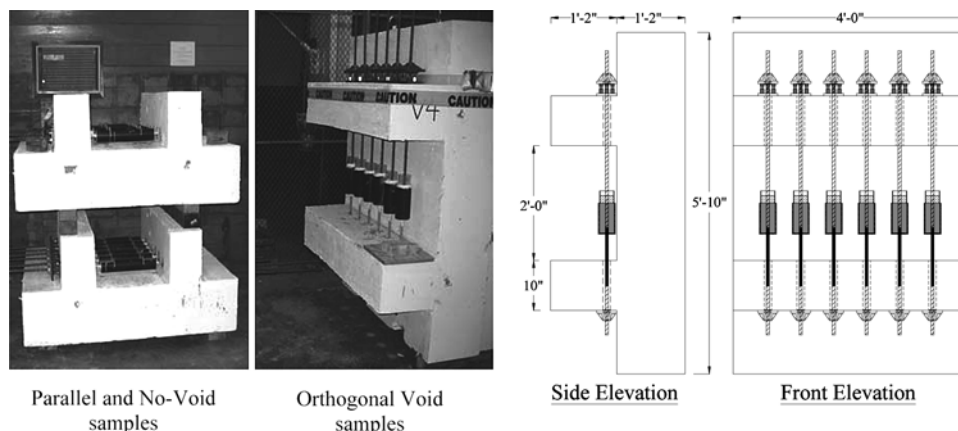 CAUTION CAUTION CAUTION
V4
Parallel and No-Void
samples
Orthogonal Void
samples
1'-2" 1'-2"
2'-0"
10"
5'-10"
Side Elevation
4'-0"
Front Elevation